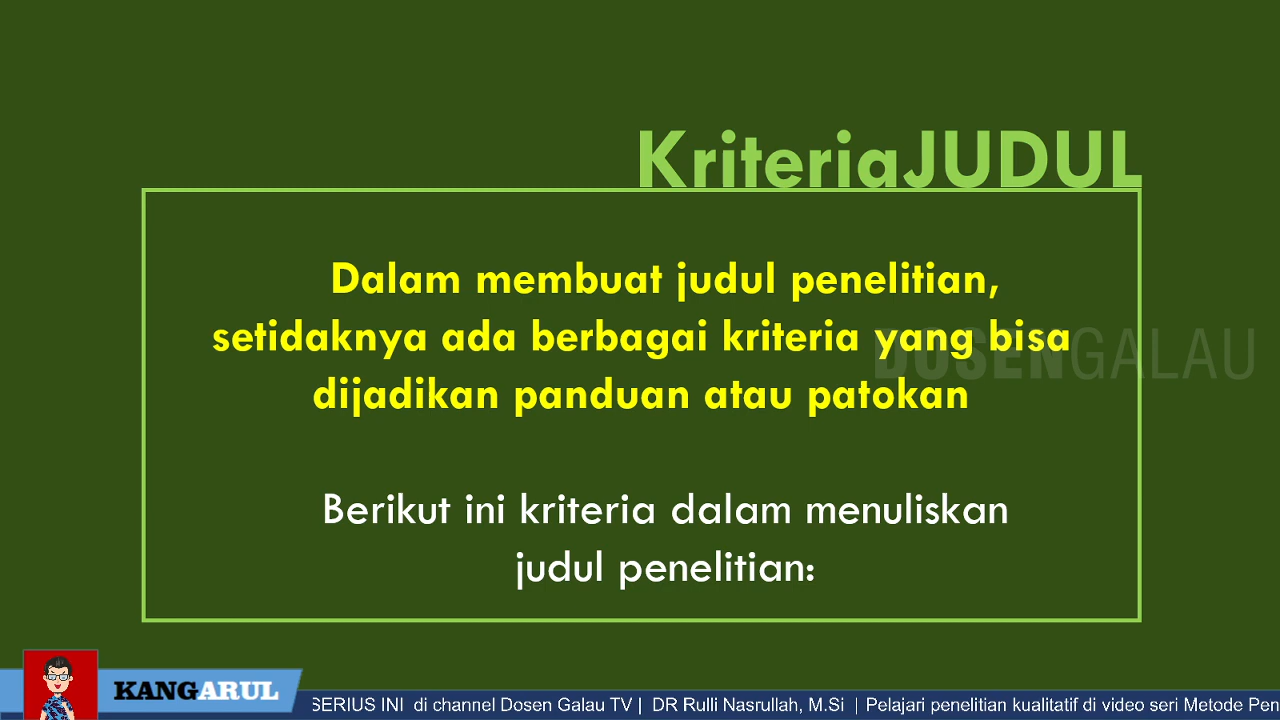 KriteriaJUDUL
Dalam membuat judul penelitian,
setidaknya ada berbagai kriteria yang bisa
dijadikan panduan atau patokan
DOSENGALAU
Berikut ini kriteria dalam menuliskan
judul penelitian:
KANGARUL
SERIUS INI di channel Dosen Galau TV | DR Rulli Nasrullah, M.Si | Pelajari penelitian kualitatif di video seri Metode Pen